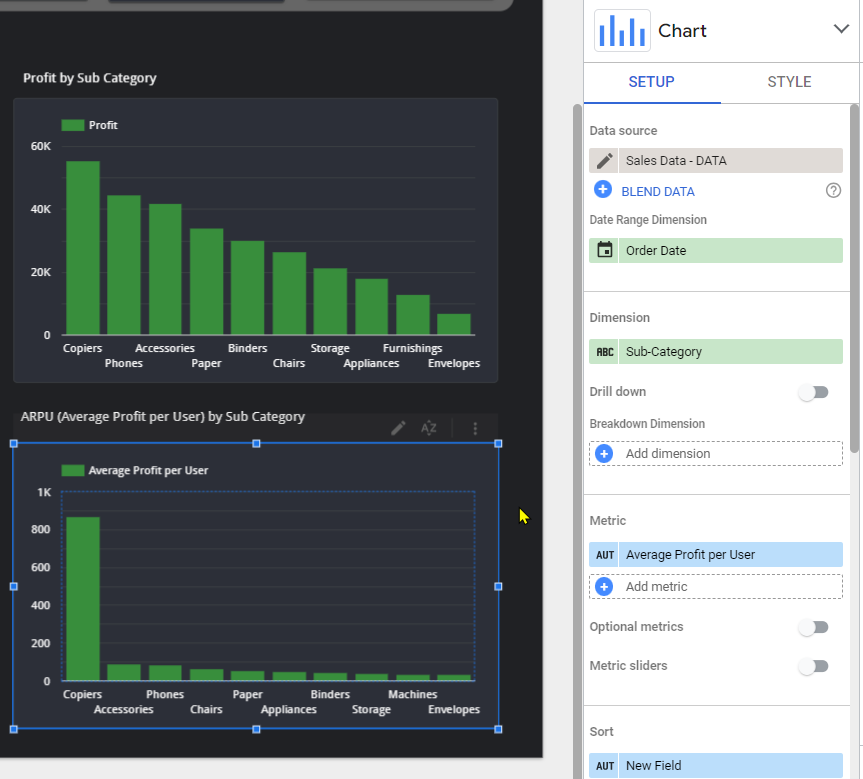 Chart
SETUP
STYLE
Profit by Sub Category
Profit
60K
40K
20K
0
Copiers
Accessories
Binders
Storage
Furnishings
Phones
Paper
Chairs
Appliances
Envelopes
ARPU (Average Profit per User) by Sub Category
AZ
Average Profit per User
1K
800
600
400
200
0
Copiers
Phones
Paper
Binders
Machines
Accessories
Chairs
Appliances
Storage
Envelopes
Data source
Sales Data - DATA
BLEND DATA
Date Range Dimension
Order Date
Dimension
ABC Sub-Category
Drill down
Breakdown Dimension
Add dimension
Metric
AUT Average Profit per User
Add metric
Optional metrics
Metric sliders
Sort
AUT New Field